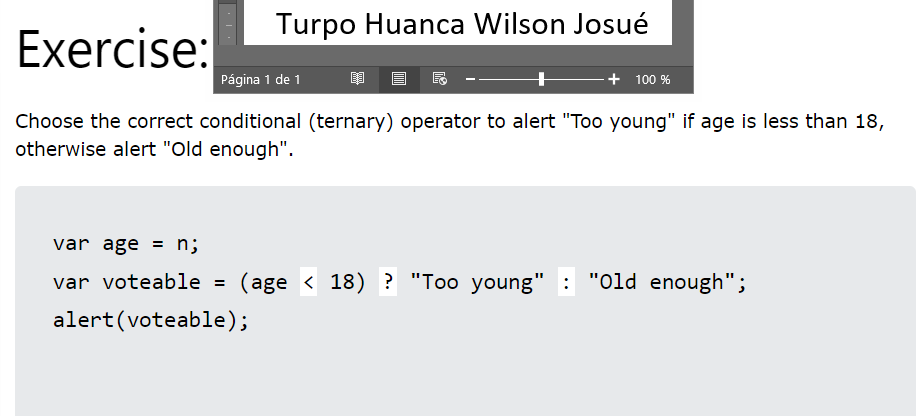 Turpo Huanca Wilson Josué
Exercise:
Página 1 de 1 100 %
Choose the correct conditional (ternary) operator to alert "Too young" if age is less than 18,
otherwise alert "Old enough".
var age = n;
var voteable = (age < 18) ? "Too young" : "Old enough";
alert(voteable);